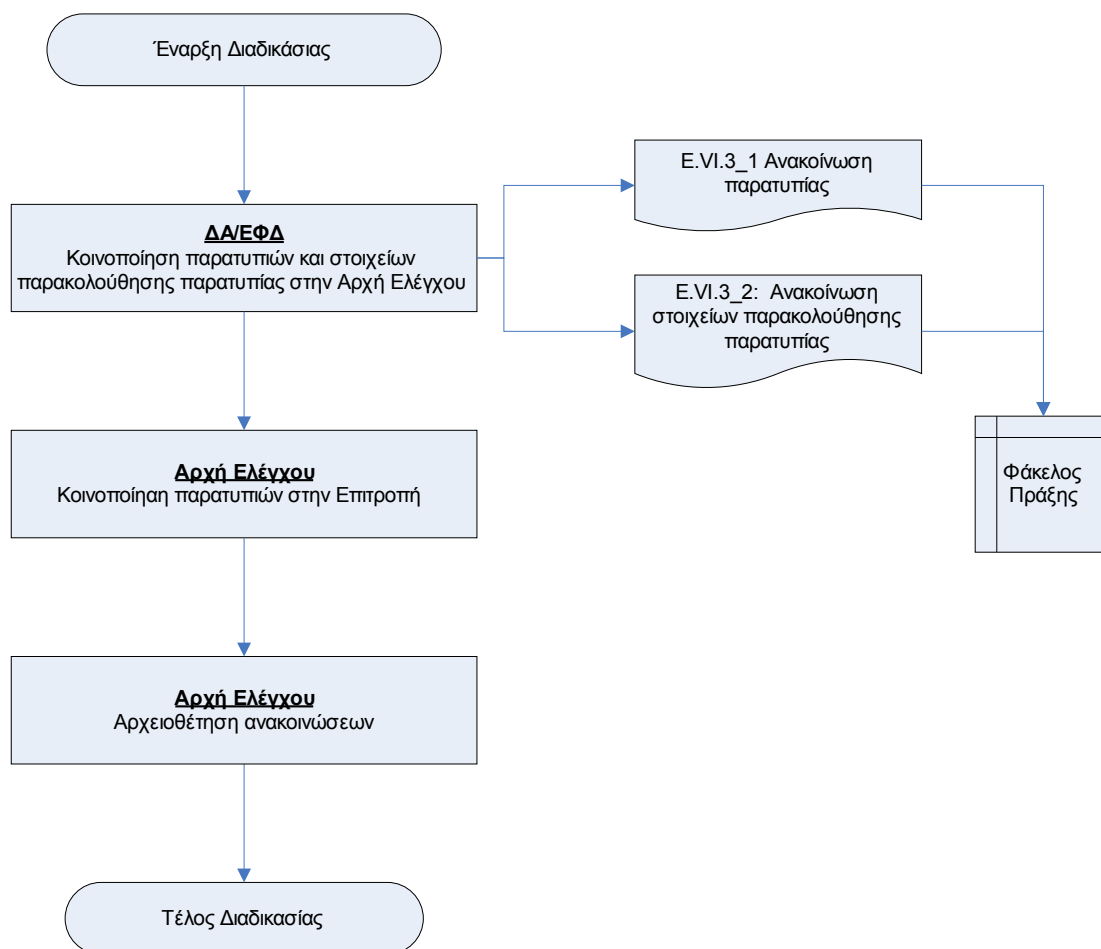 Έναρξη Διαδικάσιας
ΔΑ/ΕΦΔ
Κοινοποίηση παρατυπιών και στοιχείων
παρακολούθησης παρατυπίας στην Αρχή Ελέγχου
Ε.VI.3_1 Ανακοίνωση
παρατυπίας
Ε.VI.3_2:  Ανακοίνωση
στοιχείων παρακολούθησης
παρατυπίας
Φάκελος
Πράξης
Αρχή Ελέγχου
Κοινοποίηαη παρατυπιών στην Επιτροπή
Αρχή Ελέγχου
Αρχειοθέτηση ανακοινώσεων
Τέλος Διαδικασίας